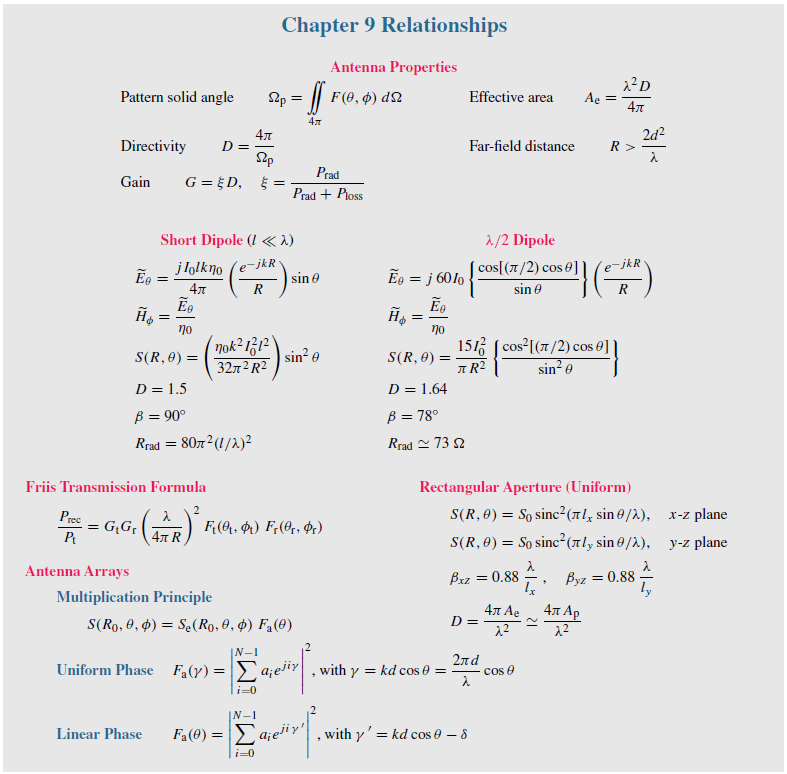 Chapter 9 Relationships
Antenna Properties
Pattern solid angle Ωp = ∬4π F(θ, ϕ) dΩ
Effective area Ae = λ²D / 4π
Directivity D = 4π / Ωp
Far-field distance R > 2d² / λ
Gain G = ξD, ξ = Prad / (Prad + Ploss)
Short Dipole (l ≪ λ)
Ẽθ = (jI0lkη0 / 4π) (e^−jkR / R) sin θ
H̃ϕ = Ẽθ / η0
S(R, θ) = (η0k²I0²l² / 32π²R²) sin² θ
D = 1.5
β = 90°
Rrad = 80π²(l/λ)²
λ/2 Dipole
Ẽθ = j 60I0 {cos[(π/2) cos θ] / sin θ} (e^−jkR / R)
H̃ϕ = Ẽθ / η0
S(R, θ) = (15I0² / πR²) {cos²[(π/2) cos θ] / sin² θ}
D = 1.64
β = 78°
Rrad ≃ 73 Ω
Friis Transmission Formula
Prec / Pt = GtGr (λ / 4πR)² Ft(θt, ϕt) Fr(θr, ϕr)
Antenna Arrays
Multiplication Principle
S(R0, θ, ϕ) = Se(R0, θ, ϕ) Fa(θ)
Uniform Phase Fa(γ) = |∑_{i=0}^{N−1} ai e^jiγ|², with γ = kd cos θ = (2πd / λ) cos θ
Linear Phase Fa(θ) = |∑_{i=0}^{N−1} ai e^jiγ′|², with γ′ = kd cos θ − δ
Rectangular Aperture (Uniform)
S(R, θ) = S0 sinc²(πlx sin θ/λ), x-z plane
S(R, θ) = S0 sinc²(πly sin θ/λ), y-z plane
βxz = 0.88 λ / lx, βyz = 0.88 λ / ly
D = 4πAe / λ² ≃ 4πAp / λ²